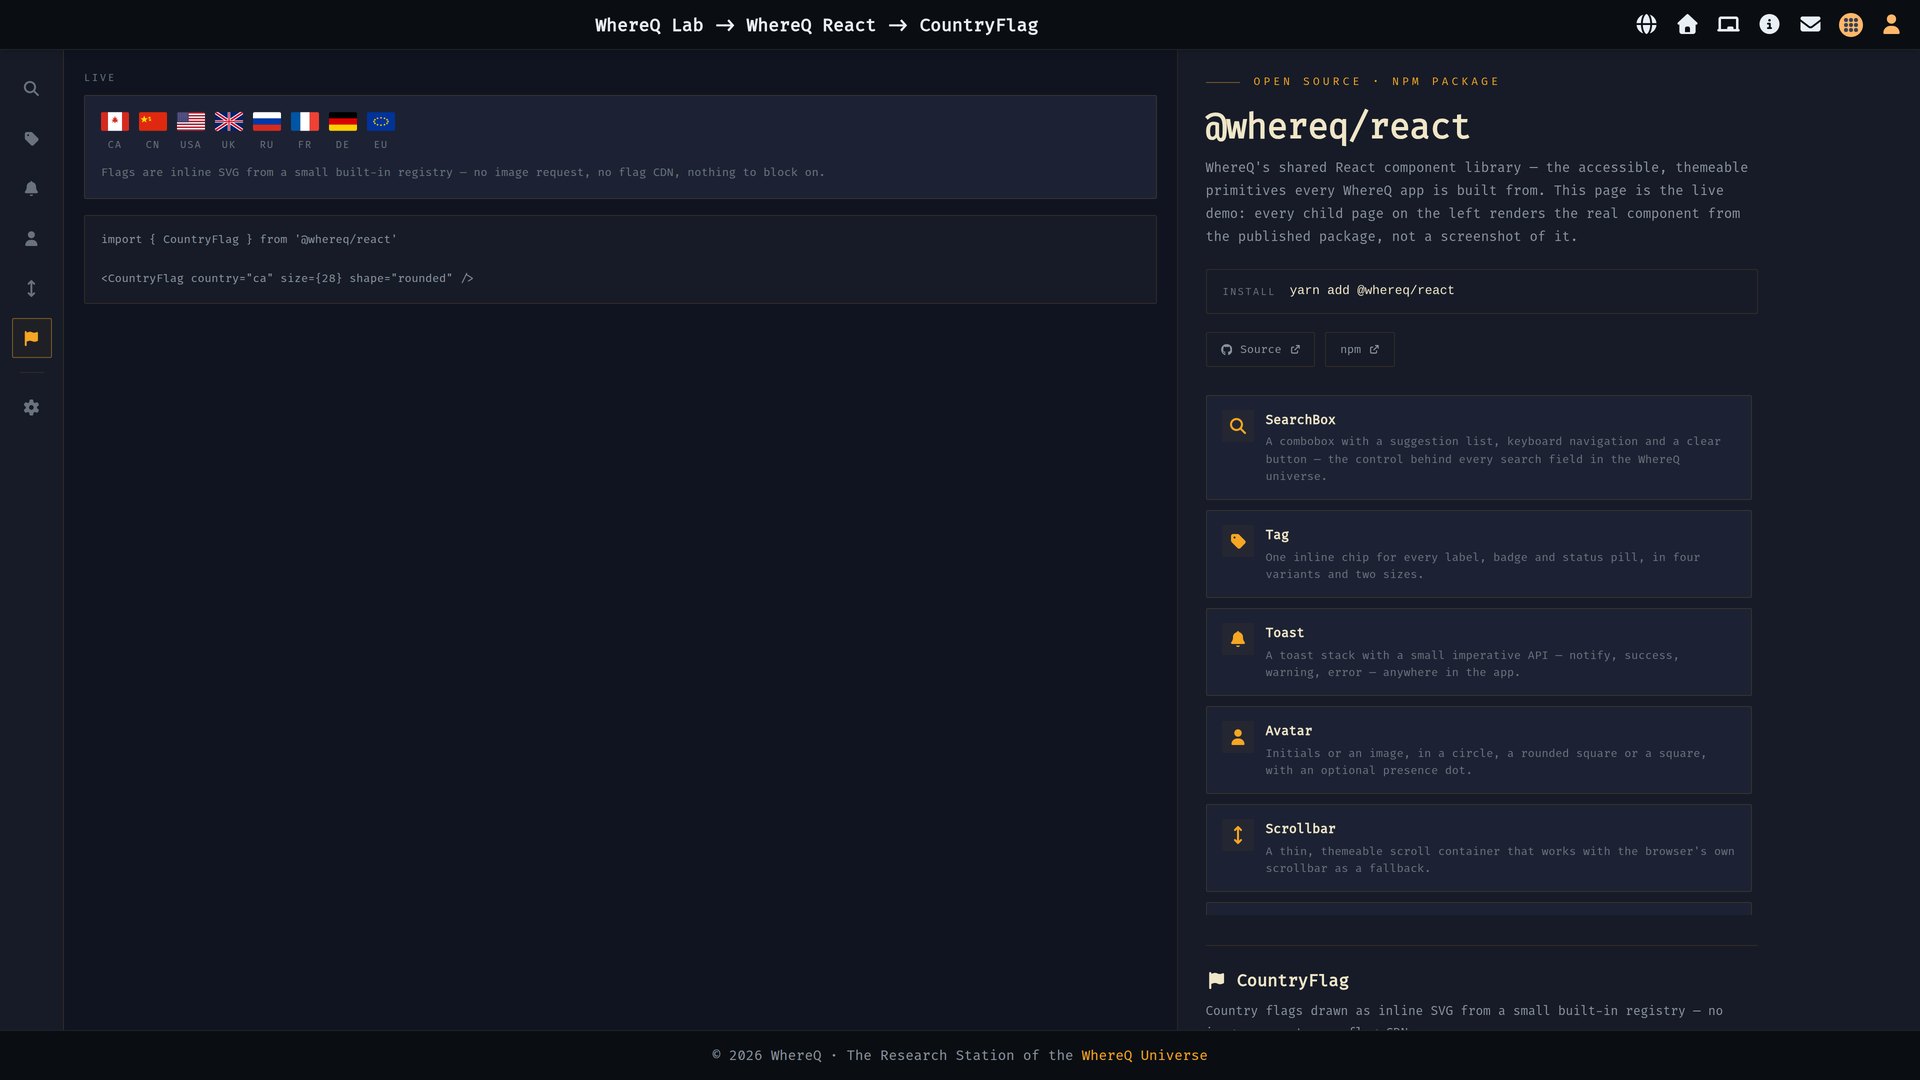 WhereQ Lab → WhereQ React → CountryFlag
LIVE
CA CN USA UK RU FR DE EU
Flags are inline SVG from a small built-in registry — no image request, no flag CDN, nothing to block on.
import { CountryFlag } from '@whereq/react'
<CountryFlag country="ca" size={28} shape="rounded" />
OPEN SOURCE · NPM PACKAGE
@whereq/react
WhereQ's shared React component library — the accessible, themeable
primitives every WhereQ app is built from. This page is the live
demo: every child page on the left renders the real component from
the published package, not a screenshot of it.
INSTALL yarn add @whereq/react
Source npm
SearchBox
A combobox with a suggestion list, keyboard navigation and a clear
button — the control behind every search field in the WhereQ
universe.
Tag
One inline chip for every label, badge and status pill, in four
variants and two sizes.
Toast
A toast stack with a small imperative API — notify, success,
warning, error — anywhere in the app.
Avatar
Initials or an image, in a circle, a rounded square or a square,
with an optional presence dot.
Scrollbar
A thin, themeable scroll container that works with the browser's own
scrollbar as a fallback.
CountryFlag
Country flags drawn as inline SVG from a small built-in registry — no
© 2026 WhereQ · The Research Station of the WhereQ Universe